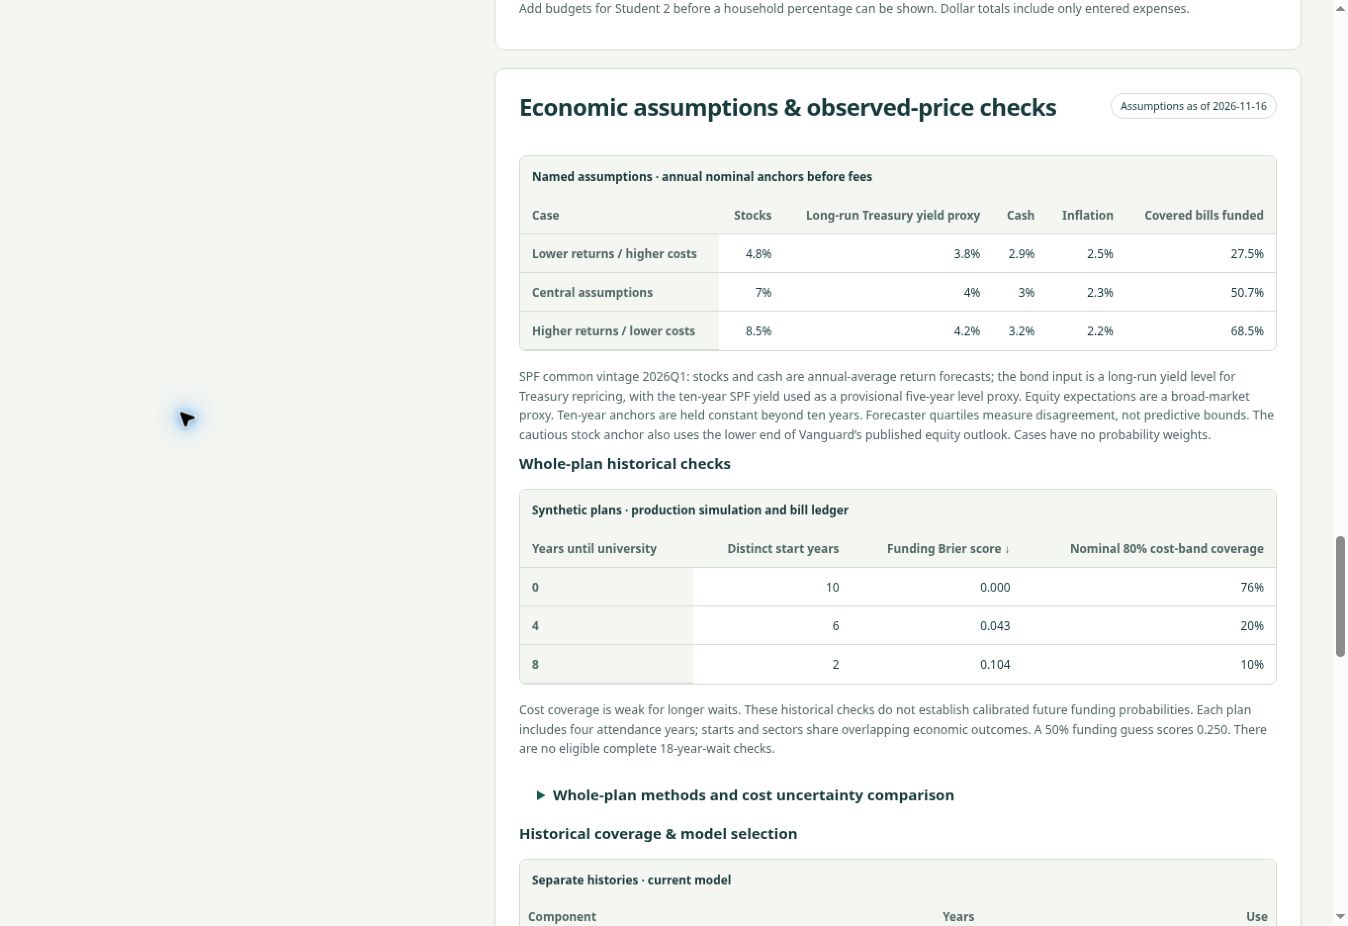 Add budgets for Student 2 before a household percentage can be shown. Dollar totals include only entered expenses.
Economic assumptions & observed-price checks
Assumptions as of 2026-11-16
Named assumptions · annual nominal anchors before fees
Case Stocks Long-run Treasury yield proxy Cash Inflation Covered bills funded
Lower returns / higher costs 4.8% 3.8% 2.9% 2.5% 27.5%
Central assumptions 7% 4% 3% 2.3% 50.7%
Higher returns / lower costs 8.5% 4.2% 3.2% 2.2% 68.5%
SPF common vintage 2026Q1: stocks and cash are annual-average return forecasts; the bond input is a long-run yield level for
Treasury repricing, with the ten-year SPF yield used as a provisional five-year level proxy. Equity expectations are a broad-market
proxy. Ten-year anchors are held constant beyond ten years. Forecaster quartiles measure disagreement, not predictive bounds. The
cautious stock anchor also uses the lower end of Vanguard's published equity outlook. Cases have no probability weights.
Whole-plan historical checks
Synthetic plans · production simulation and bill ledger
Years until university Distinct start years Funding Brier score ↓ Nominal 80% cost-band coverage
0 10 0.000 76%
4 6 0.043 20%
8 2 0.104 10%
Cost coverage is weak for longer waits. These historical checks do not establish calibrated future funding probabilities. Each plan
includes four attendance years; starts and sectors share overlapping economic outcomes. A 50% funding guess scores 0.250. There
are no eligible complete 18-year-wait checks.
Whole-plan methods and cost uncertainty comparison
Historical coverage & model selection
Separate histories · current model
Component Years Use